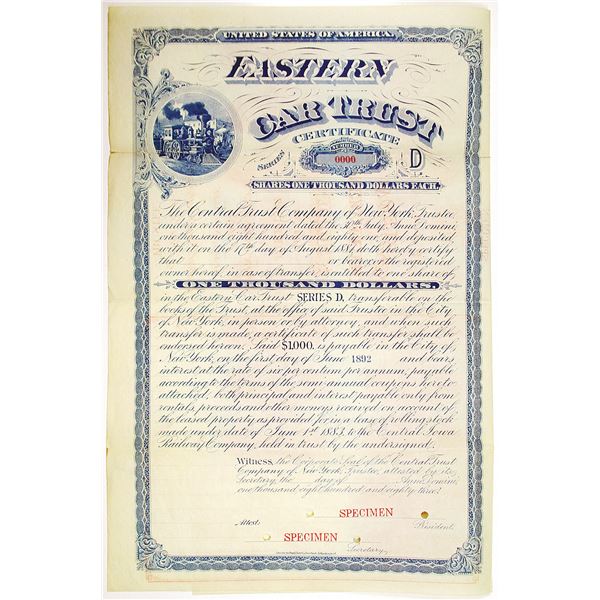 UNITED STATES OF AMERICA.
EASTERN
CAR TRUST
CERTIFICATE
SERIES NUMBER 0000 D
SHARES ONE THOUSAND DOLLARS EACH.
The Central Trust Company of New York, Trustee
under a certain agreement dated the 30th July, Anno Domini
one thousand eight hundred and eighty one, and deposited
with it on the 17th day of August 1881, doth hereby certify
that or bearer or the registered
owner hereof, in case of transfer, is entitled to one share of
ONE THOUSAND DOLLARS,
in the Eastern Car Trust SERIES D, transferable on the
books of the Trust, at the office of said Trustee in the City
of New York, in person or by attorney, and when such
transfer is made, a certificate of such transfer shall be
endorsed hereon; Said $1,000. is payable in the City of
New York, on the first day of June 1892 and bears
interest at the rate of six per centum per annum, payable
according to the terms of the semi-annual coupons hereto
attached, both principal and interest payable only from
rentals, proceeds and other moneys received on account of
the leased property as provided for in a lease of rolling stock
made under date of June 1st 1883, to the Central Iowa
Railway Company, held in trust by the undersigned.
Witness, the Corporate Seal of the Central Trust
Company of New York, Trustee, attested by its
Secretary, the day of Anno Domini,
one thousand eight hundred and eighty three.
Attest: SPECIMEN
President.
SPECIMEN
Secretary.